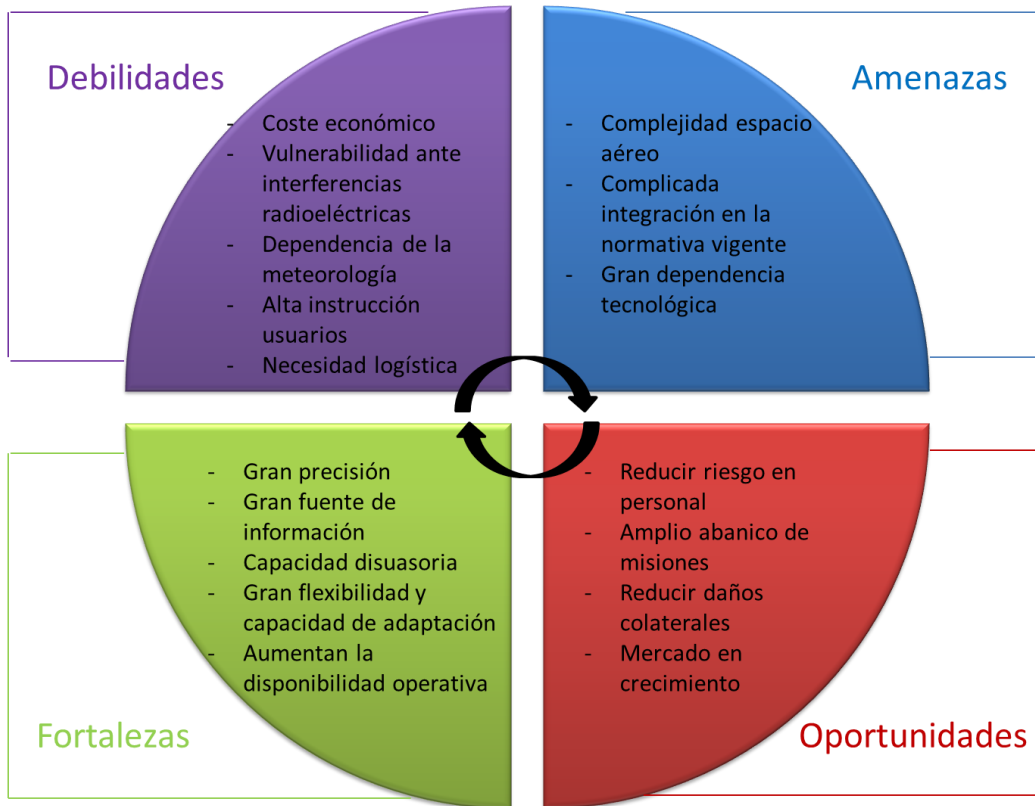 Debilidades
- Coste económico
- Vulnerabilidad ante
interferencias
radioeléctricas
- Dependencia de la
meteorología
- Alta instrucción
usuarios
- Necesidad logística
Amenazas
- Complejidad espacio
aéreo
- Complicada
integración en la
normativa vigente
- Gran dependencia
tecnológica
- Gran precisión
- Gran fuente de
información
- Capacidad disuasoria
- Gran flexibilidad y
capacidad de adaptación
- Aumentan la
disponibilidad operativa
Fortalezas
- Reducir riesgo en
personal
- Amplio abanico de
misiones
- Reducir daños
colaterales
- Mercado en
crecimiento
Oportunidades